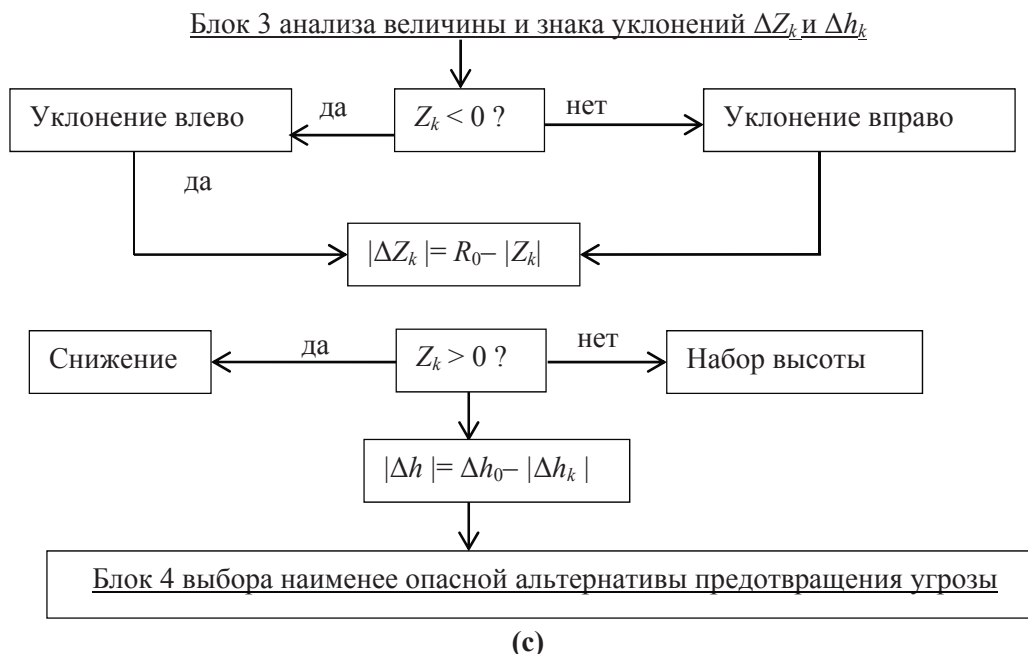 Блок 3 анализа величины и знака уклонений ΔZk и Δhk
Уклонение влево
да
Zk < 0 ?
нет
Уклонение вправо
да
|ΔZk |= R0– |Zk|
Снижение
да
Zk > 0 ?
нет
Набор высоты
|Δh |= Δh0– |Δhk |
Блок 4 выбора наименее опасной альтернативы предотвращения угрозы
(c)